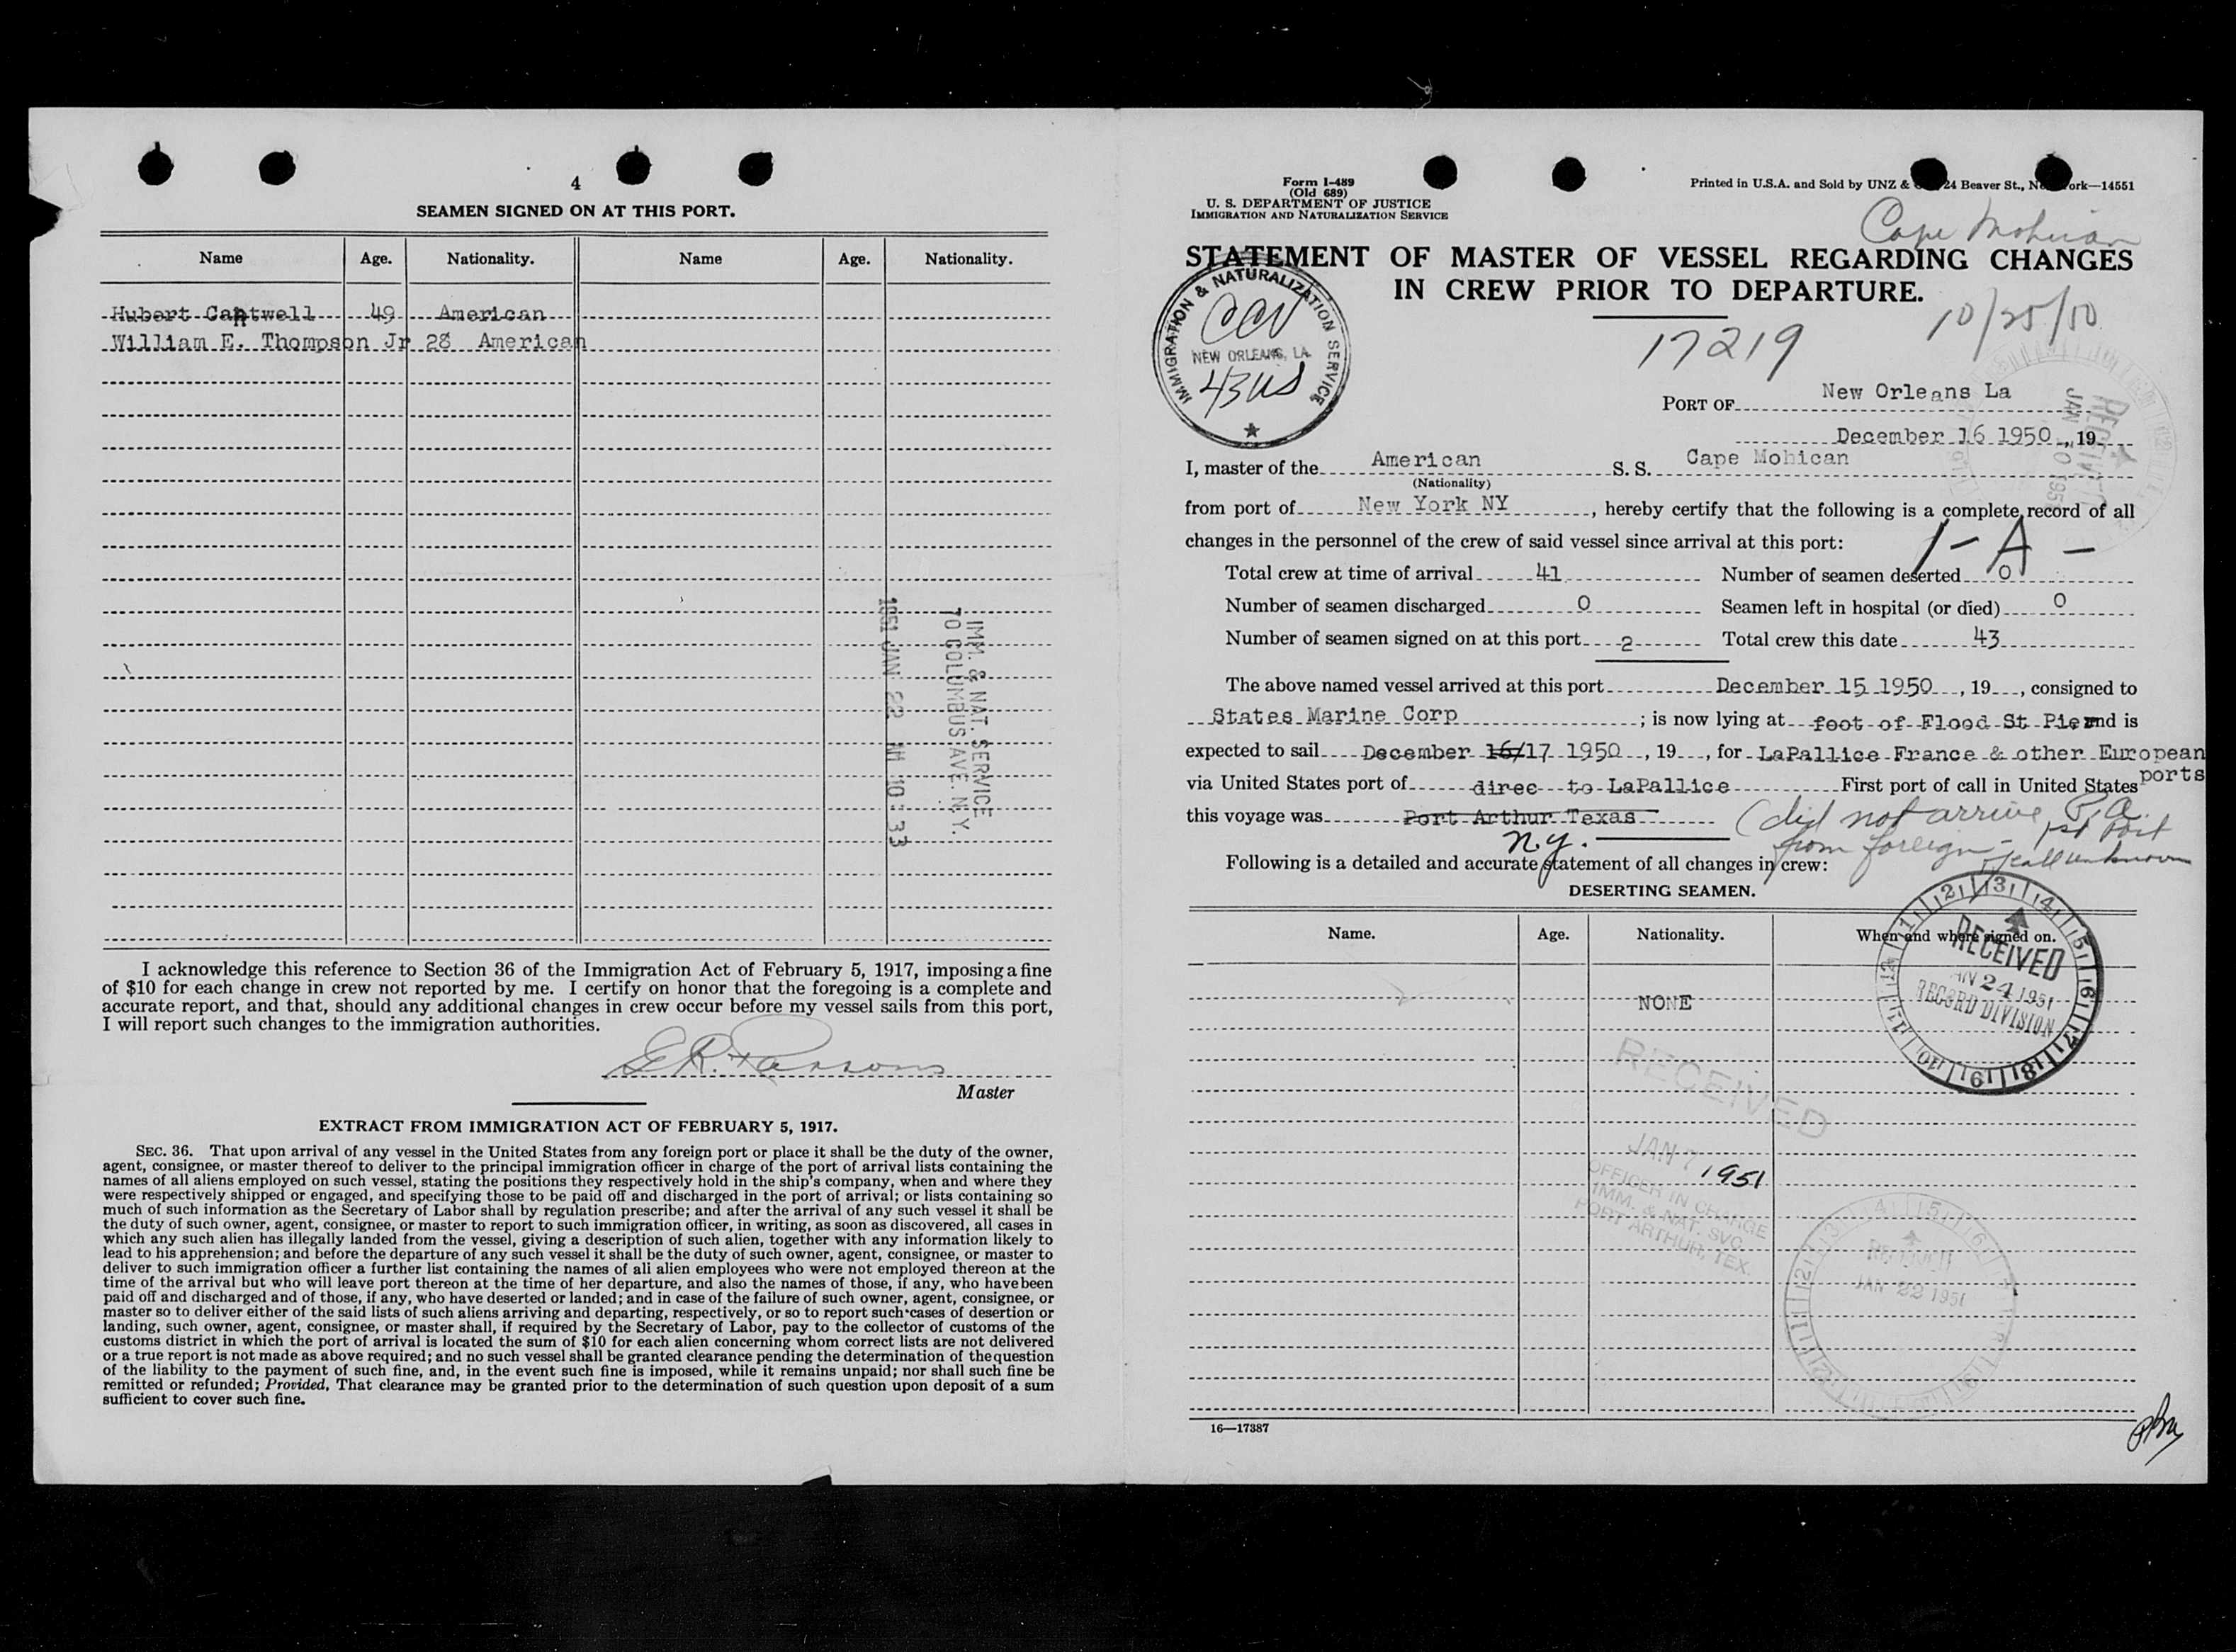 4
SEAMEN SIGNED ON AT THIS PORT.
Name Age. Nationality. Name Age. Nationality.
Hubert Cantwell 49 American
William E. Thompson Jr 28 American
IMM. & NAT. SERVICE
70 COLUMBUS AVE. N.Y.
1951 JAN 22 10:33
I acknowledge this reference to Section 36 of the Immigration Act of February 5, 1917, imposing a fine
of $10 for each change in crew not reported by me. I certify on honor that the foregoing is a complete and
accurate report, and that, should any additional changes in crew occur before my vessel sails from this port,
I will report such changes to the immigration authorities.
E.R. Parsons
Master
EXTRACT FROM IMMIGRATION ACT OF FEBRUARY 5, 1917.
SEC. 36. That upon arrival of any vessel in the United States from any foreign port or place it shall be the duty of the owner,
agent, consignee, or master thereof to deliver to the principal immigration officer in charge of the port of arrival lists containing the
names of all aliens employed on such vessel, stating the positions they respectively hold in the ship's company, when and where they
were respectively shipped or engaged, and specifying those to be paid off and discharged in the port of arrival; or lists containing so
much of such information as the Secretary of Labor shall by regulation prescribe; and after the arrival of any such vessel it shall be
the duty of such owner, agent, consignee, or master to report to such immigration officer, in writing, as soon as discovered, all cases in
which any such alien has illegally landed from the vessel, giving a description of such alien, together with any information likely to
lead to his apprehension; and before the departure of any such vessel it shall be the duty of such owner, agent, consignee, or master to
deliver to such immigration officer a further list containing the names of all alien employees who were not employed thereon at the
time of the arrival but who will leave port thereon at the time of her departure, and also the names of those, if any, who have been
paid off and discharged and of those, if any, who have deserted or landed; and in case of the failure of such owner, agent, consignee, or
master so to deliver either of the said lists of such aliens arriving and departing, respectively, or so to report such cases of desertion or
landing, such owner, agent, consignee, or master shall, if required by the Secretary of Labor, pay to the collector of customs of the
customs district in which the port of arrival is located the sum of $10 for each alien concerning whom correct lists are not delivered
or a true report is not made as above required; and no such vessel shall be granted clearance pending the determination of the question
of the liability to the payment of such fine, and, in the event such fine is imposed, while it remains unpaid; nor shall such fine be
remitted or refunded; Provided, That clearance may be granted prior to the determination of such question upon deposit of a sum
sufficient to cover such fine.
Form I-489
(Old 689)
U. S. DEPARTMENT OF JUSTICE
IMMIGRATION AND NATURALIZATION SERVICE
Printed in U.S.A. and Sold by UNZ & 24 Beaver St., 14551
Cape Mohican
STATEMENT OF MASTER OF VESSEL REGARDING CHANGES
IN CREW PRIOR TO DEPARTURE.
IMMIGRATION & NATURALIZATION SERVICE
NEW ORLEANS, LA.
43 US
10/25/50
17219
PORT OF New Orleans La
December 16 1950, 19
RECEIVED
I, master of the American S. S. Cape Mohican
(Nationality)
from port of New York NY, hereby certify that the following is a complete record of all
changes in the personnel of the crew of said vessel since arrival at this port:
1-A-
Total crew at time of arrival 41 Number of seamen deserted 0
Number of seamen discharged 0 Seamen left in hospital (or died) 0
Number of seamen signed on at this port 2 Total crew this date 43
The above named vessel arrived at this port December 15 1950, 19, consigned to
States Marine Corp; is now lying at foot of Flood St Pier and is
expected to sail December 16/17 1950, 19, for LaPallice France & other European
ports
via United States port of direc to LaPallice First port of call in United States
this voyage was Port Arthur Texas (did not arrive P.A.
N.Y. from foreign - 1st port
of call unknown
Following is a detailed and accurate statement of all changes in crew:
DESERTING SEAMEN.
Name. Age. Nationality. When and where signed on.
NONE
RECEIVED
JAN 24 1951
RECORD DIVISION
RECEIVED
JAN 7 1951
OFFICER IN CHARGE
IMM. & NAT. SVC.
PORT ARTHUR, TEX.
RECEIVED
JAN 22 1951
16—17387